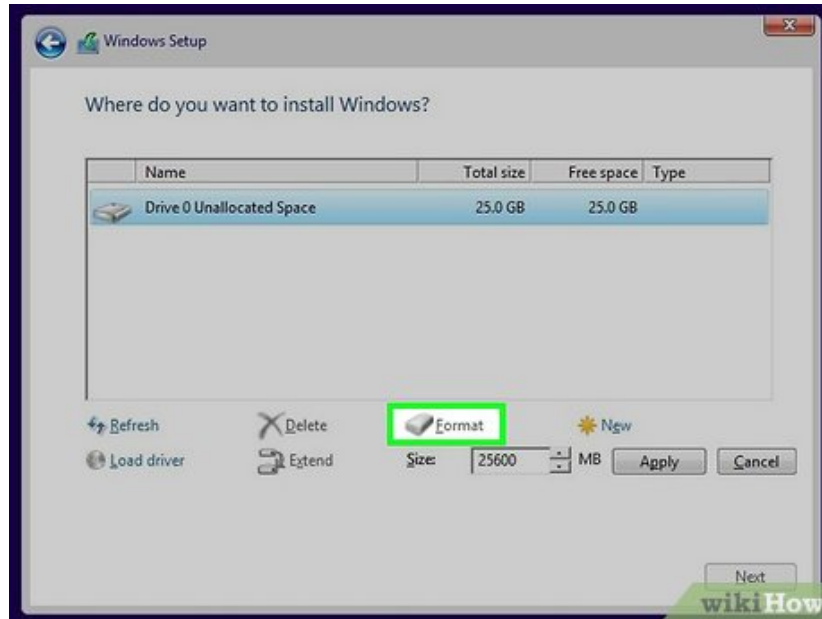 Windows Setup
Where do you want to install Windows?
Name Total size Free space Type
Drive 0 Unallocated Space 25.0 GB 25.0 GB
Refresh Delete Format New
Load driver Extend Size: 25600 MB Apply Cancel
Next
wikiHow